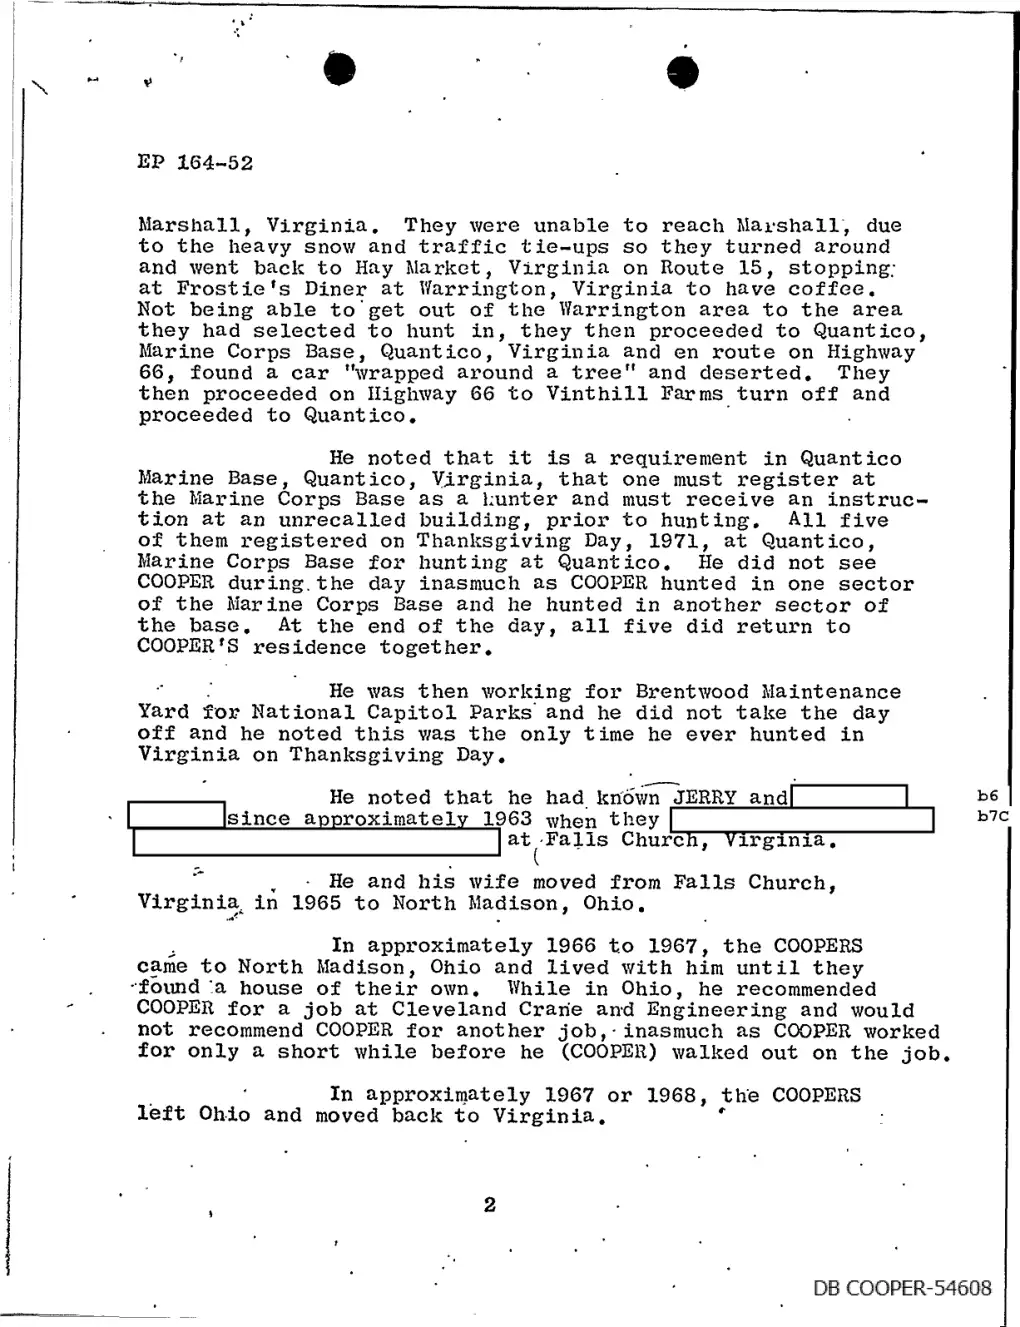 EP 164-52
Marshall, Virginia. They were unable to reach Marshall, due
to the heavy snow and traffic tie-ups so they turned around
and went back to Hay Market, Virginia on Route 15, stopping
at Frostie's Diner at Warrington, Virginia to have coffee.
Not being able to get out of the Warrington area to the area
they had selected to hunt in, they then proceeded to Quantico,
Marine Corps Base, Quantico, Virginia and en route on Highway
66, found a car "wrapped around a tree" and deserted. They
then proceeded on Highway 66 to Vinthill Farms turn off and
proceeded to Quantico.
He noted that it is a requirement in Quantico
Marine Base, Quantico, Virginia, that one must register at
the Marine Corps Base as a hunter and must receive an instruc-
tion at an unrecalled building, prior to hunting. All five
of them registered on Thanksgiving Day, 1971, at Quantico,
Marine Corps Base for hunting at Quantico. He did not see
COOPER during the day inasmuch as COOPER hunted in one sector
of the Marine Corps Base and he hunted in another sector of
the base. At the end of the day, all five did return to
COOPER'S residence together.
He was then working for Brentwood Maintenance
Yard for National Capitol Parks and he did not take the day
off and he noted this was the only time he ever hunted in
Virginia on Thanksgiving Day.
He noted that he had known JERRY and b6
since approximately 1963 when they b7C
at Falls Church, Virginia.
He and his wife moved from Falls Church,
Virginia in 1965 to North Madison, Ohio.
In approximately 1966 to 1967, the COOPERS
came to North Madison, Ohio and lived with him until they
found a house of their own. While in Ohio, he recommended
COOPER for a job at Cleveland Crane and Engineering and would
not recommend COOPER for another job, inasmuch as COOPER worked
for only a short while before he (COOPER) walked out on the job.
In approximately 1967 or 1968, the COOPERS
left Ohio and moved back to Virginia.
2
DB COOPER-54608